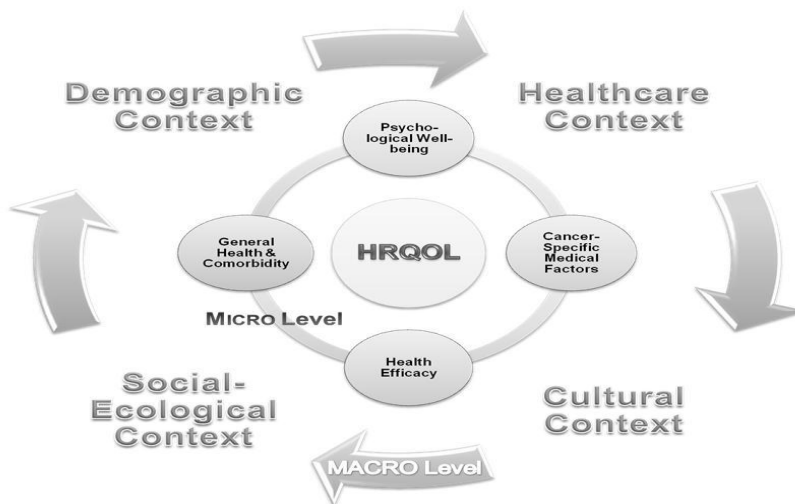 Demographic
Context
Healthcare
Context
Psycho-
logical Well-
being
General
Health &
Comorbidity
HRQOL
Cancer-
Specific
Medical
Factors
MICRO Level
Health
Efficacy
Social-
Ecological
Context
Cultural
Context
MACRO Level